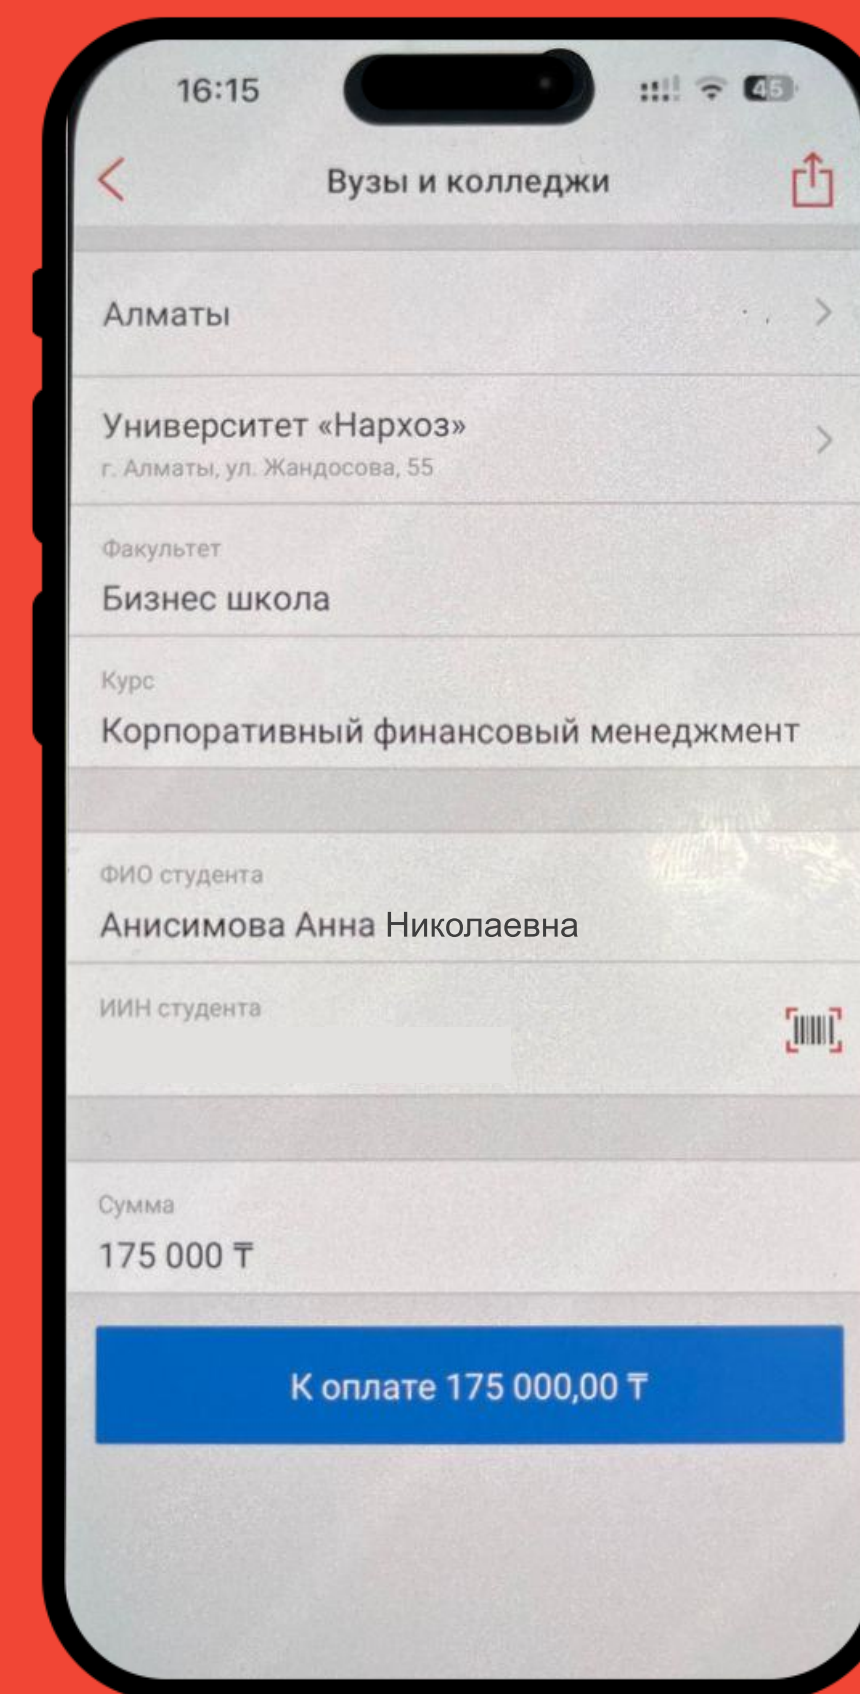 16:15
45
Вузы и колледжи
Алматы
Университет «Нархоз»
г. Алматы, ул. Жандосова, 55
Факультет
Бизнес школа
Курс
Корпоративный финансовый менеджмент
ФИО студента
Анисимова Анна Николаевна
ИИН студента
Сумма
175 000 ₸
К оплате 175 000,00 ₸